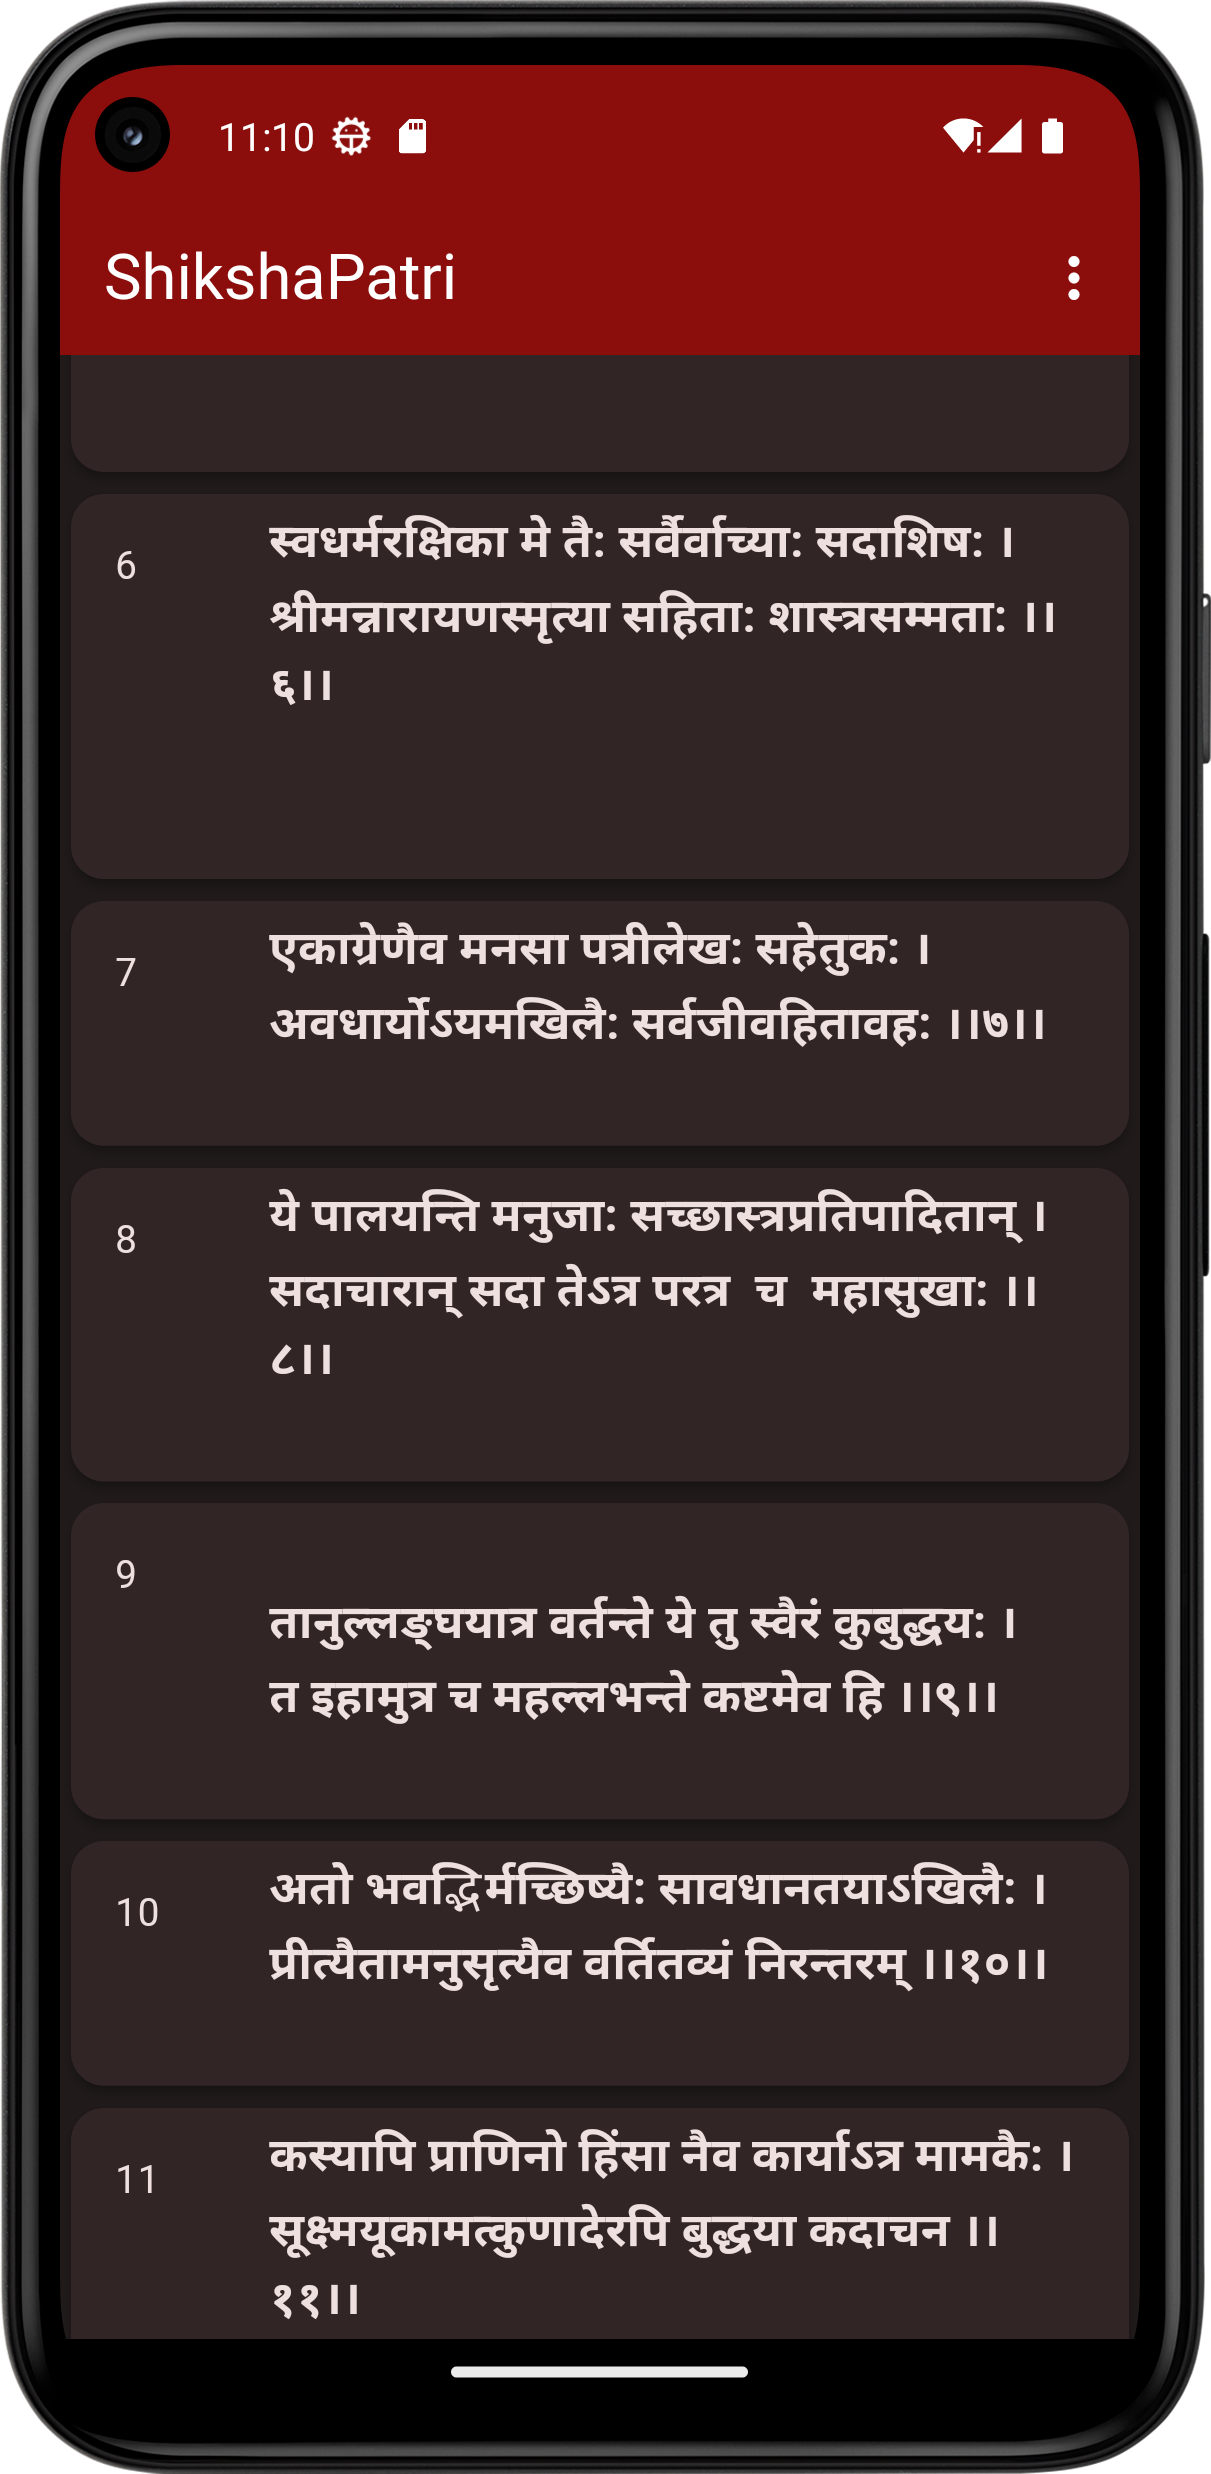 11:10
ShikshaPatri
6
स्वधर्मरक्षिका मे तै: सर्वैर्वाच्या: सदाशिष: ।
श्रीमन्नारायणस्मृत्या सहिता: शास्त्रसम्मता: ।।
६।।
7
एकाग्रेणैव मनसा पत्रीलेख: सहेतुक: ।
अवधार्योऽयमखिलै: सर्वजीवहितावह: ।।७।।
8
ये पालयन्ति मनुजा: सच्छास्त्रप्रतिपादितान् ।
सदाचारान् सदा तेऽत्र परत्र  च  महासुखा: ।।
८।।
9
तानुल्लङ्घयात्र वर्तन्ते ये तु स्वैरं कुबुद्धय: ।
त इहामुत्र च महल्लभन्ते कष्टमेव हि ।।९।।
10
अतो भवद्भिर्मच्छिष्यै: सावधानतयाऽखिलै: ।
प्रीत्यैतामनुसृत्यैव वर्तितव्यं निरन्तरम् ।।१०।।
11
कस्यापि प्राणिनो हिंसा नैव कार्याऽत्र मामकै: ।
सूक्ष्मयूकामत्कुणादेरपि बुद्धया कदाचन ।।
११।।